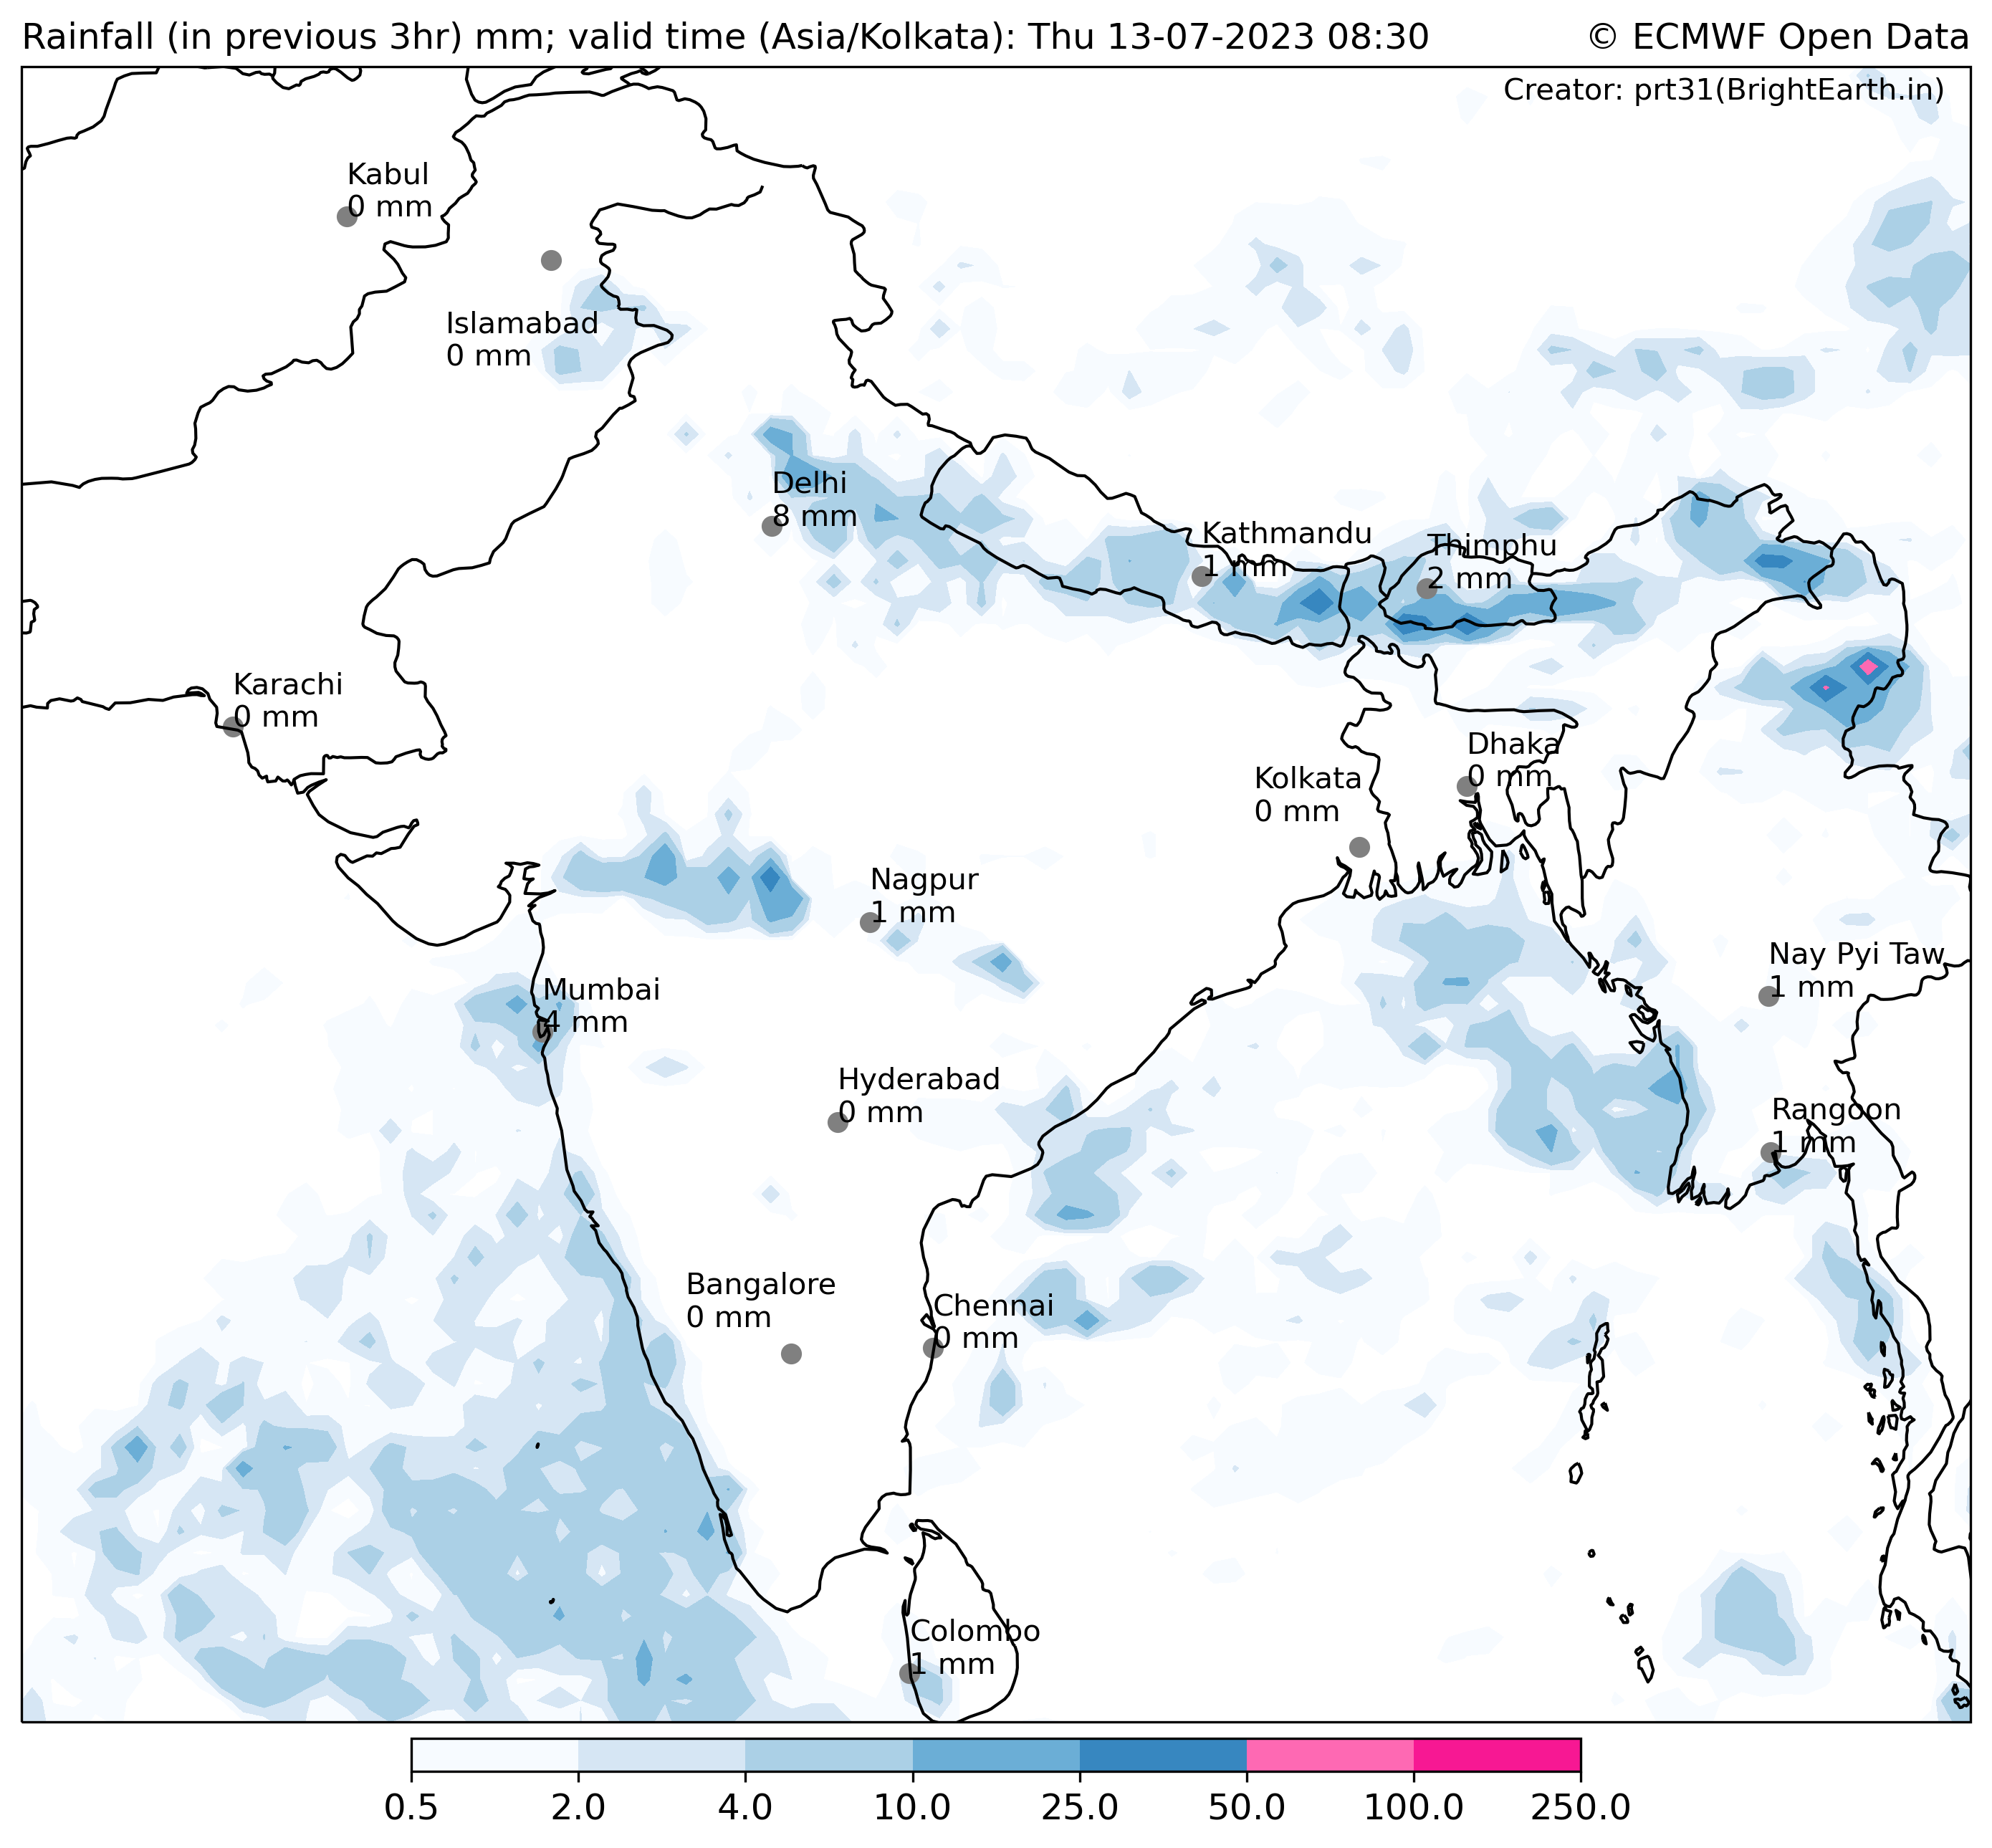 Rainfall (in previous 3hr) mm; valid time (Asia/Kolkata): Thu 13-07-2023 08:30
© ECMWF Open Data
Creator: prt31(BrightEarth.in)
Kabul
0 mm
Islamabad
0 mm
Delhi
8 mm
Kathmandu
1 mm
Thimphu
2 mm
Karachi
0 mm
Dhaka
0 mm
Kolkata
0 mm
Nagpur
1 mm
Nay Pyi Taw
1 mm
Mumbai
4 mm
Hyderabad
0 mm
Rangoon
1 mm
Bangalore
0 mm
Chennai
0 mm
Colombo
1 mm
0.5 2.0 4.0 10.0 25.0 50.0 100.0 250.0